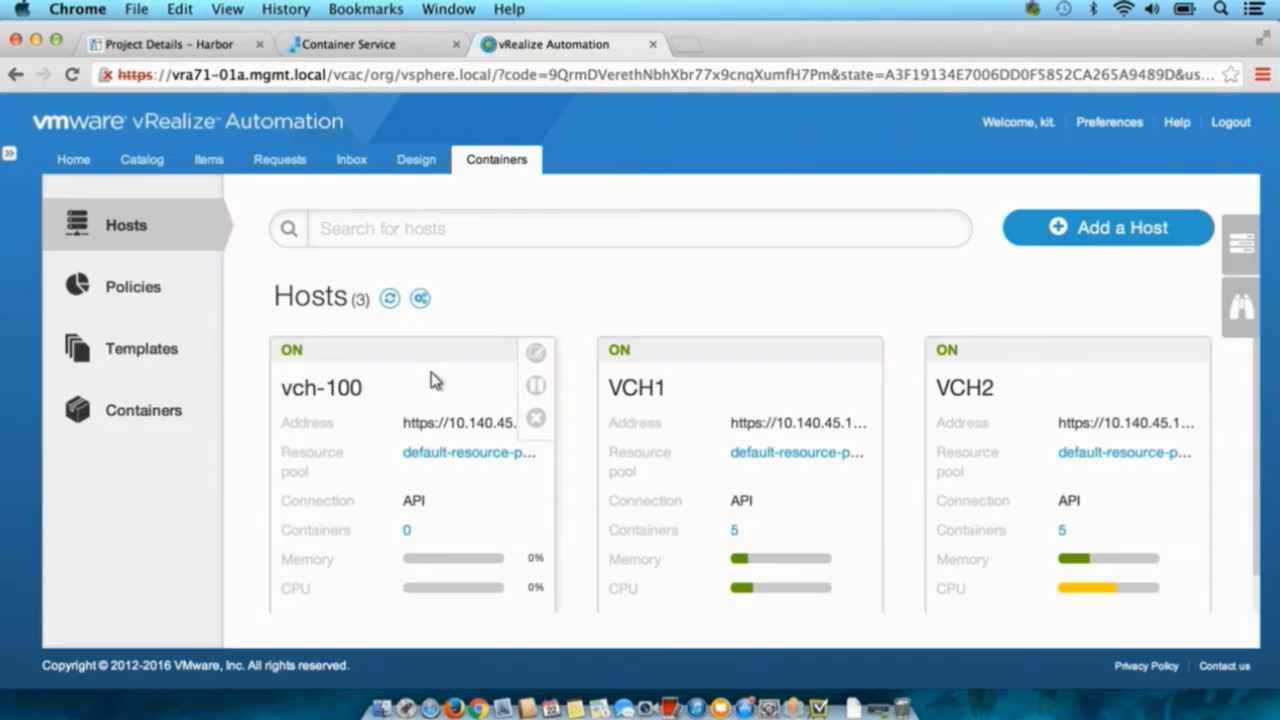 Chrome File Edit View History Bookmarks Window Help
Project Details – Harbor
Container Service
vRealize Automation
https://vra71-01a.mgmt.local/vcac/org/vsphere.local/?code=9QrmDVerethNbhXbr77x9cnqXumfH7Pm&state=A3F19134E7006DD0F5852CA265A9489D&us...
vmware vRealize™ Automation
Welcome, kit. Preferences Help Logout
Home Catalog Items Requests Inbox Design Containers
Hosts
Policies
Templates
Containers
Search for hosts
Add a Host
Hosts (3)
ON
vch-100
Address https://10.140.45.
Resource pool default-resource-p...
Connection API
Containers 0
Memory 0%
CPU 0%
ON
VCH1
Address https://10.140.45.1...
Resource pool default-resource-p...
Connection API
Containers 5
Memory
CPU
ON
VCH2
Address https://10.140.45.1...
Resource pool default-resource-p...
Connection API
Containers 5
Memory
CPU
Copyright © 2012-2016 VMware, Inc. All rights reserved.
Privacy Policy Contact us